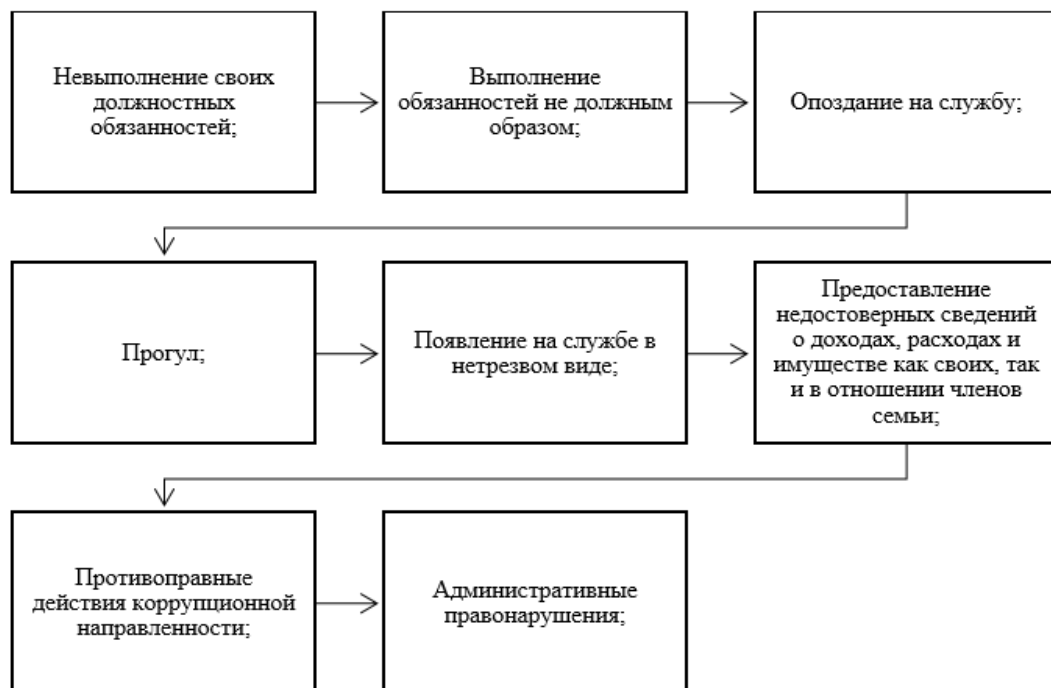 Невыполнение своих
должностных
обязанностей;
Выполнение
обязанностей не должным
образом;
Опоздание на службу;
Прогул;
Появление на службе в
нетрезвом виде;
Предоставление
недостоверных сведений
о доходах, расходах и
имуществе как своих, так
и в отношении членов
семьи;
Противоправные
действия коррупционной
направленности;
Административные
правонарушения;